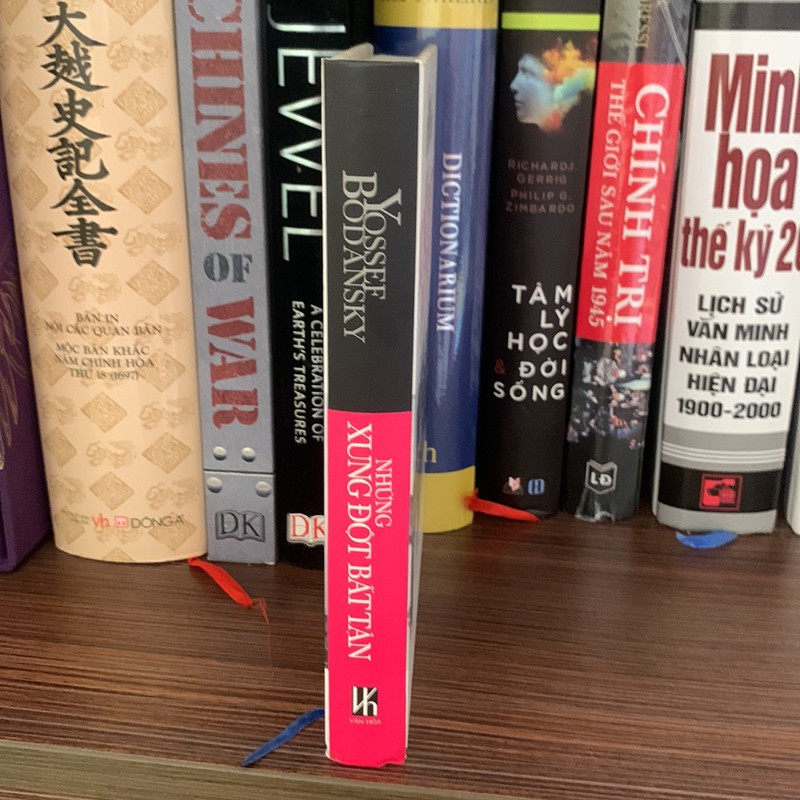 大越史記全書
BẢN IN
NỘI CÁC QUAN BẢN
MỘC BẢN KHẮC
NĂM CHÍNH HÒA
THỨ 18 (1697)
ĐÔNG A
CHINES OF WAR
DK
JEWEL
A CELEBRATION OF
EARTH'S TREASURES
DK
YOSSEF
BODANSKY
NHỮNG
XUNG ĐỘT BẤT TẬN
VĂN HÓA
DICTIONARIUM
RICHARD J.
GERRIG
PHILIP G.
ZIMBARDO
TÂM
LÝ
HỌC
& ĐỜI
SỐNG
CHÍNH TRỊ
THẾ GIỚI SAU NĂM 1945
LĐ
Minh
họa
thế kỷ 20
LỊCH SỬ
VĂN MINH
NHÂN LOẠI
HIỆN ĐẠI
1900-2000